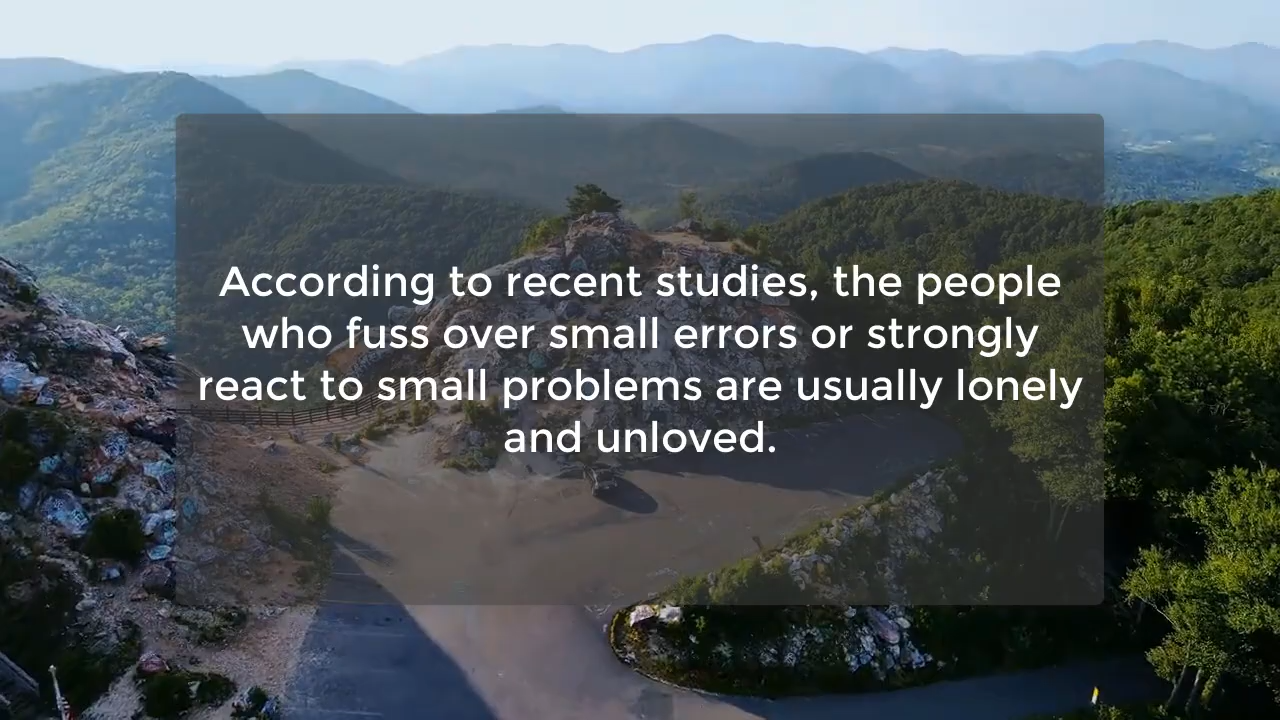 According to recent studies, the people
who fuss over small errors or strongly
react to small problems are usually lonely
and unloved.